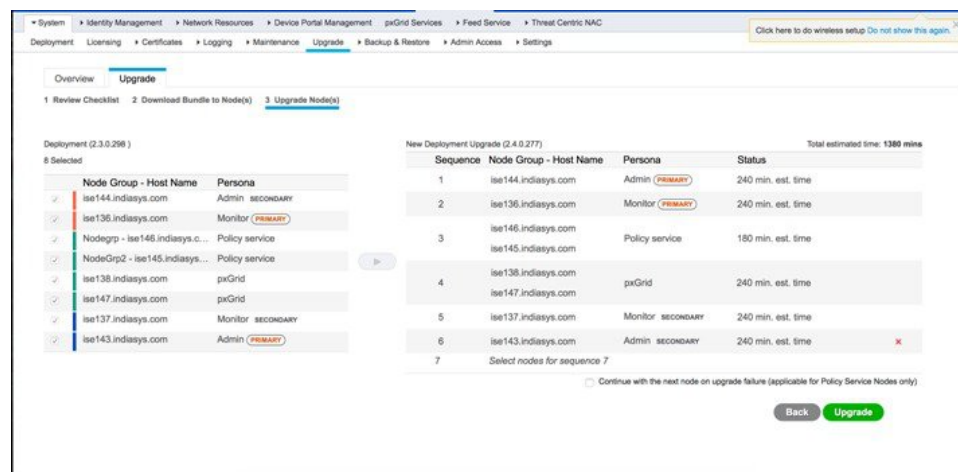 System Identity Management Network Resources Device Portal Management pxGrid Services Feed Service Threat Centric NAC
Click here to do wireless setup Do not show this again.
Deployment Licensing Certificates Logging Maintenance Upgrade Backup & Restore Admin Access Settings
Overview Upgrade
1 Review Checklist 2 Download Bundle to Node(s) 3 Upgrade Node(s)
Deployment (2.3.0.298 )
8 Selected
Node Group - Host Name Persona
ise144.indiasys.com Admin SECONDARY
ise136.indiasys.com Monitor PRIMARY
Nodegrp - ise146.indiasys.c... Policy service
NodeGrp2 - ise145.indiasys... Policy service
ise138.indiasys.com pxGrid
ise147.indiasys.com pxGrid
ise137.indiasys.com Monitor SECONDARY
ise143.indiasys.com Admin PRIMARY
New Deployment Upgrade (2.4.0.277) Total estimated time: 1380 mins
Sequence Node Group - Host Name Persona Status
1 ise144.indiasys.com Admin PRIMARY 240 min. est. time
2 ise136.indiasys.com Monitor PRIMARY 240 min. est. time
ise146.indiasys.com
3 Policy service 180 min. est. time
ise145.indiasys.com
ise138.indiasys.com
4 pxGrid 240 min. est. time
ise147.indiasys.com
5 ise137.indiasys.com Monitor SECONDARY 240 min. est. time
6 ise143.indiasys.com Admin SECONDARY 240 min. est. time
7 Select nodes for sequence 7
Continue with the next node on upgrade failure (applicable for Policy Service Nodes only)
Back Upgrade